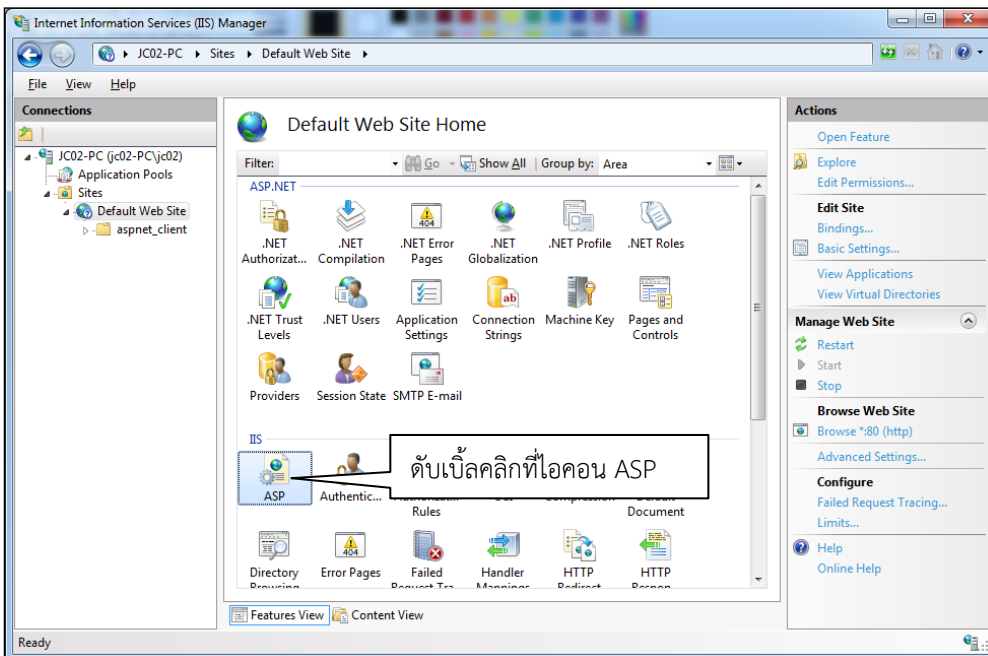 Internet Information Services (IIS) Manager
JC02-PC Sites Default Web Site
File View Help
Connections
JC02-PC (jc02-PC\jc02)
Application Pools
Sites
Default Web Site
aspnet_client
Default Web Site Home
Filter: Go Show All Group by: Area
ASP.NET
.NET Authorizat...
.NET Compilation
.NET Error Pages
.NET Globalization
.NET Profile
.NET Roles
.NET Trust Levels
.NET Users
Application Settings
Connection Strings
Machine Key
Pages and Controls
Providers
Session State
SMTP E-mail
IIS
ดับเบิ้ลคลิกที่ไอคอน ASP
ASP
Authentic...
Rules
Document
Directory
Error Pages
Failed
Handler
HTTP
HTTP
Features View Content View
Ready
Actions
Open Feature
Explore
Edit Permissions...
Edit Site
Bindings...
Basic Settings...
View Applications
View Virtual Directories
Manage Web Site
Restart
Start
Stop
Browse Web Site
Browse *:80 (http)
Advanced Settings...
Configure
Failed Request Tracing...
Limits...
Help
Online Help